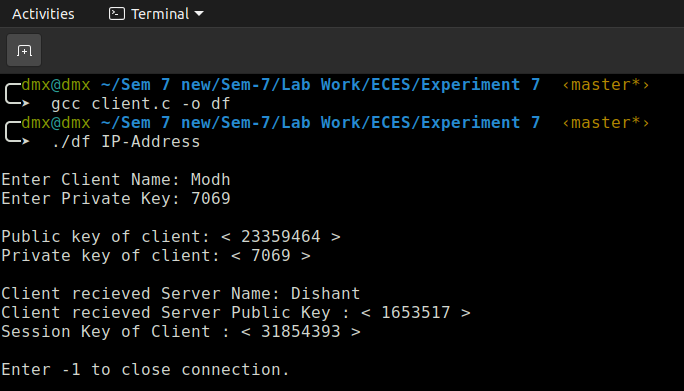 Activities Terminal
dmx@dmx ~/Sem 7 new/Sem-7/Lab Work/ECES/Experiment 7 ‹master*›
gcc client.c -o df
dmx@dmx ~/Sem 7 new/Sem-7/Lab Work/ECES/Experiment 7 ‹master*›
./df IP-Address
Enter Client Name: Modh
Enter Private Key: 7069
Public key of client: < 23359464 >
Private key of client: < 7069 >
Client recieved Server Name: Dishant
Client recieved Server Public Key : < 1653517 >
Session Key of Client : < 31854393 >
Enter -1 to close connection.